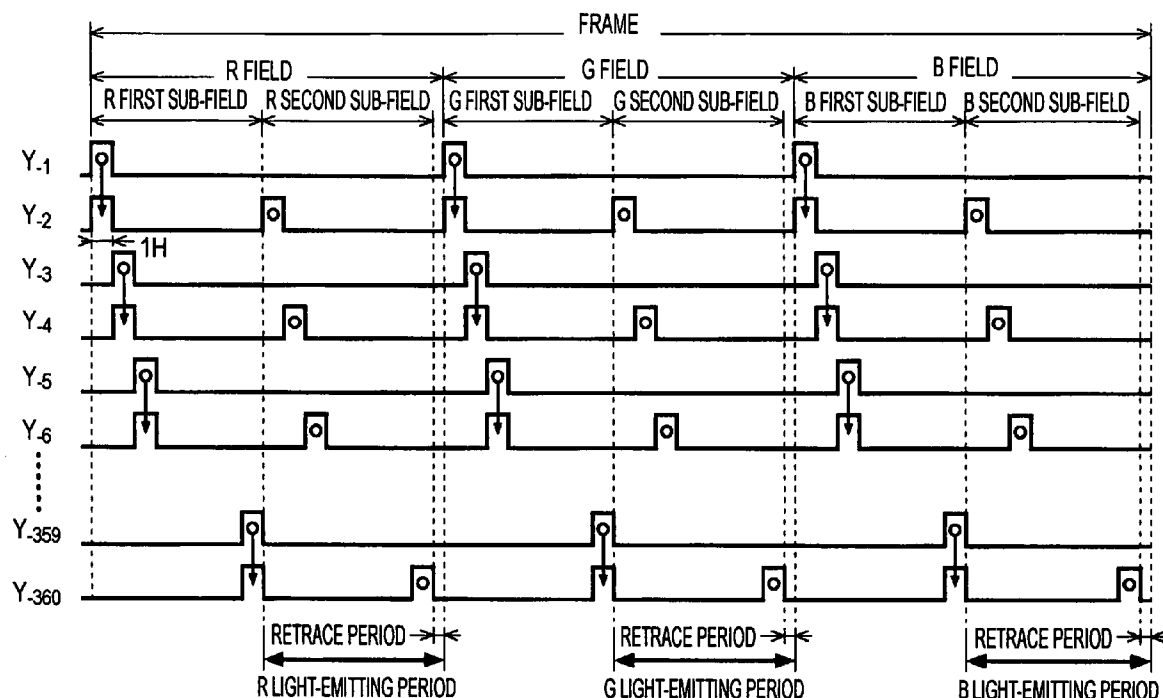 FRAME
R FIELD G FIELD B FIELD
R FIRST SUB-FIELD R SECOND SUB-FIELD G FIRST SUB-FIELD G SECOND SUB-FIELD B FIRST SUB-FIELD B SECOND SUB-FIELD
Y-1
Y-2
1H
Y-3
Y-4
Y-5
Y-6
Y-359
Y-360
RETRACE PERIOD RETRACE PERIOD RETRACE PERIOD
R LIGHT-EMITTING PERIOD G LIGHT-EMITTING PERIOD B LIGHT-EMITTING PERIOD